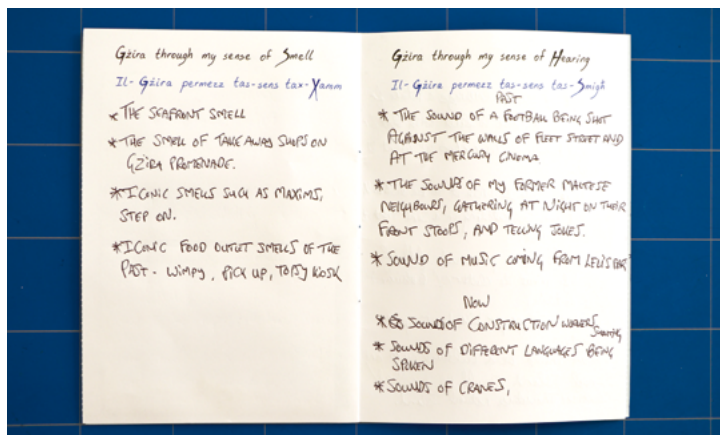 Gżira through my sense of Smell
Il-Gżira permezz tas-sens tax-Xamm
* THE SEAFRONT SMELL
* THE SMELL OF TAKE AWAY SHOPS ON
GZIRA PROMENADE.
* ICONIC SMELLS SUCH AS MAXIMS,
STEP ON.
* ICONIC FOOD OUTLET SMELLS OF THE
PAST - WIMPY, PICK UP, TOPSY KIOSK
Gżira through my sense of Hearing
Il-Gżira permezz tas-sens tas-Smigħ
PAST
* THE SOUND OF A FOOTBALL BEING SHOT
AGAINST THE WALLS OF FLEET STREET AND
AT THE MERCURY CINEMA
* THE SOUNDS OF MY FORMER MALTESE
NEIGHBOURS, GATHERING AT NIGHT ON THEIR
FRONT STOOPS, AND TELLING JOKES.
* SOUND OF MUSIC COMING FROM LELI'S BAR
NOW
* SOUNDS OF CONSTRUCTION WORKERS
* SOUNDS OF DIFFERENT LANGUAGES BEING
SPOKEN
* SOUNDS OF CRANES,